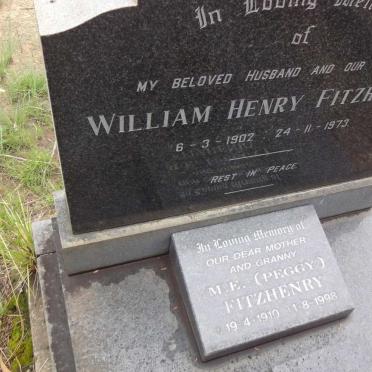 In Loving
of
MY BELOVED HUSBAND AND OUR
WILLIAM HENRY FITZH
6-3-1902 24-11-1973
REST IN PEACE
In Loving Memory of
OUR DEAR MOTHER
AND GRANNY
M.E. (PEGGY)
FITZHENRY
19-4-1910 1-8-1998